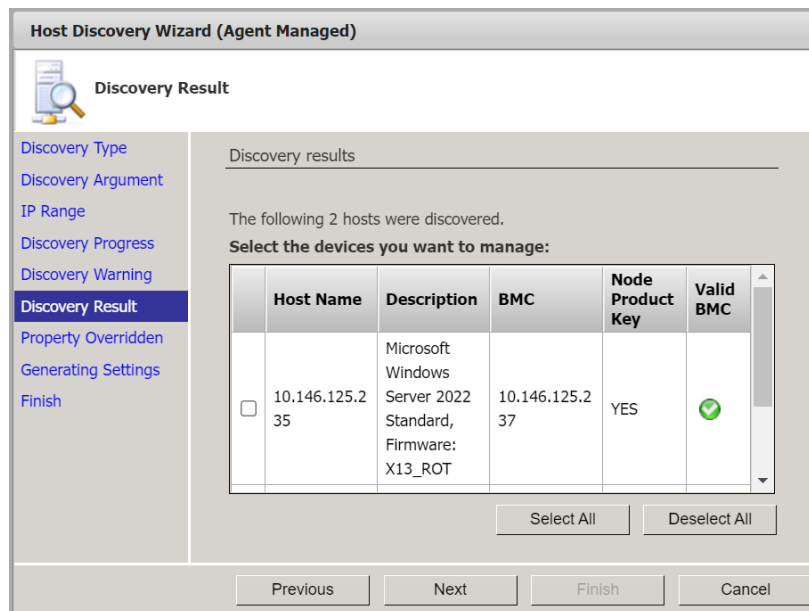 Host Discovery Wizard (Agent Managed)
Discovery Result
Discovery Type
Discovery Argument
IP Range
Discovery Progress
Discovery Warning
Discovery Result
Property Overridden
Generating Settings
Finish
Discovery results
The following 2 hosts were discovered.
Select the devices you want to manage:
Host Name
Description
BMC
Node
Product
Key
Valid
BMC
10.146.125.2
35
Microsoft
Windows
Server 2022
Standard,
Firmware:
X13_ROT
10.146.125.2
37
YES
Select All
Deselect All
Previous
Next
Finish
Cancel